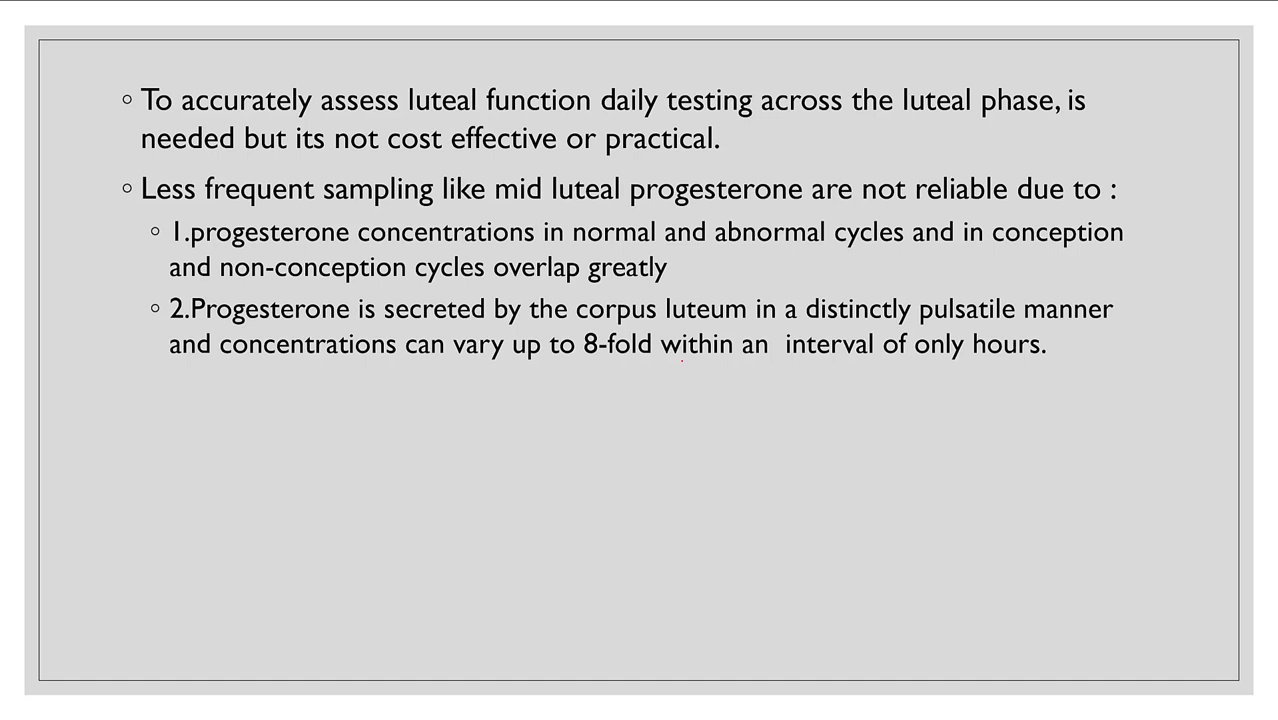 ◦ To accurately assess luteal function daily testing across the luteal phase, is
needed but its not cost effective or practical.
◦ Less frequent sampling like mid luteal progesterone are not reliable due to :
◦ 1.progesterone concentrations in normal and abnormal cycles and in conception
and non-conception cycles overlap greatly
◦ 2.Progesterone is secreted by the corpus luteum in a distinctly pulsatile manner
and concentrations can vary up to 8-fold within an  interval of only hours.